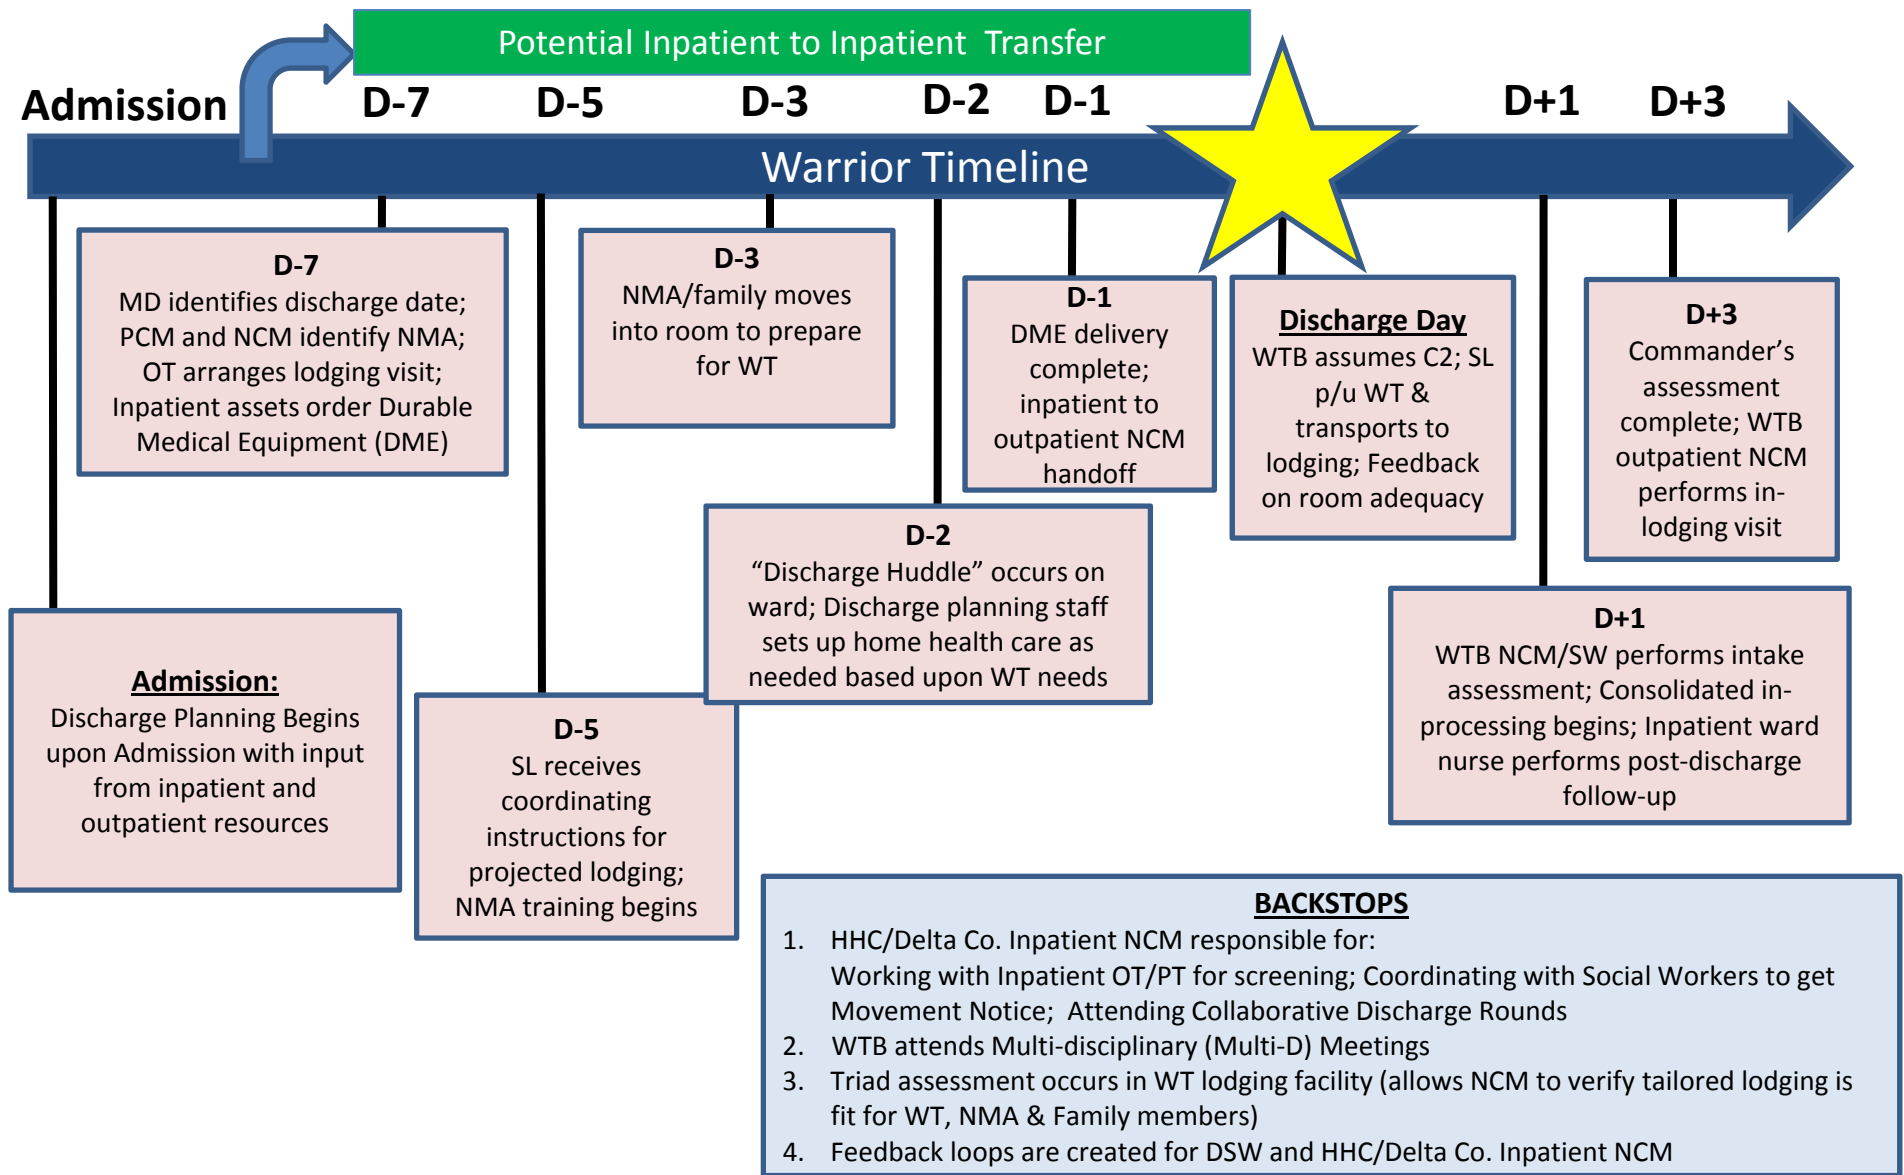 Potential Inpatient to Inpatient Transfer
Admission D-7 D-5 D-3 D-2 D-1 D+1 D+3
Warrior Timeline
D-7
MD identifies discharge date;
PCM and NCM identify NMA;
OT arranges lodging visit;
Inpatient assets order Durable
Medical Equipment (DME)
D-3
NMA/family moves
into room to prepare
for WT
D-1
DME delivery
complete;
inpatient to
outpatient NCM
handoff
Discharge Day
WTB assumes C2; SL
p/u WT &
transports to
lodging; Feedback
on room adequacy
D+3
Commander’s
assessment
complete; WTB
outpatient NCM
performs in-
lodging visit
Admission:
Discharge Planning Begins
upon Admission with input
from inpatient and
outpatient resources
D-5
SL receives
coordinating
instructions for
projected lodging;
NMA training begins
D-2
“Discharge Huddle” occurs on
ward; Discharge planning staff
sets up home health care as
needed based upon WT needs
D+1
WTB NCM/SW performs intake
assessment; Consolidated in-
processing begins; Inpatient ward
nurse performs post-discharge
follow-up
BACKSTOPS
1. HHC/Delta Co. Inpatient NCM responsible for:
Working with Inpatient OT/PT for screening; Coordinating with Social Workers to get
Movement Notice; Attending Collaborative Discharge Rounds
2. WTB attends Multi-disciplinary (Multi-D) Meetings
3. Triad assessment occurs in WT lodging facility (allows NCM to verify tailored lodging is
fit for WT, NMA & Family members)
4. Feedback loops are created for DSW and HHC/Delta Co. Inpatient NCM